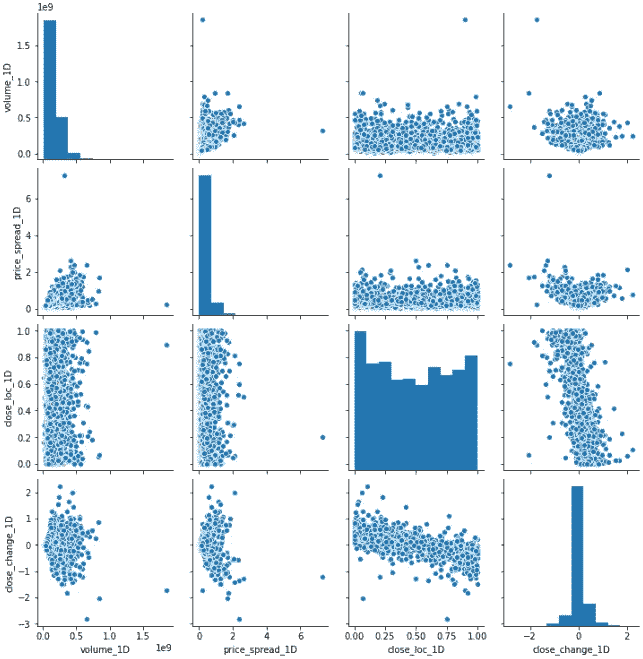 1e9
1.5
1.0
0.5
0.0
volume_1D
6
4
2
0
price_spread_1D
1.0
0.8
0.6
0.4
0.2
0.0
close_loc_1D
2
1
0
−1
−2
−3
close_change_1D
0.0 0.5 1.0 1.5 1e9
volume_1D
0 2 4 6
price_spread_1D
0.00 0.25 0.50 0.75 1.00
close_loc_1D
−2 0 2
close_change_1D